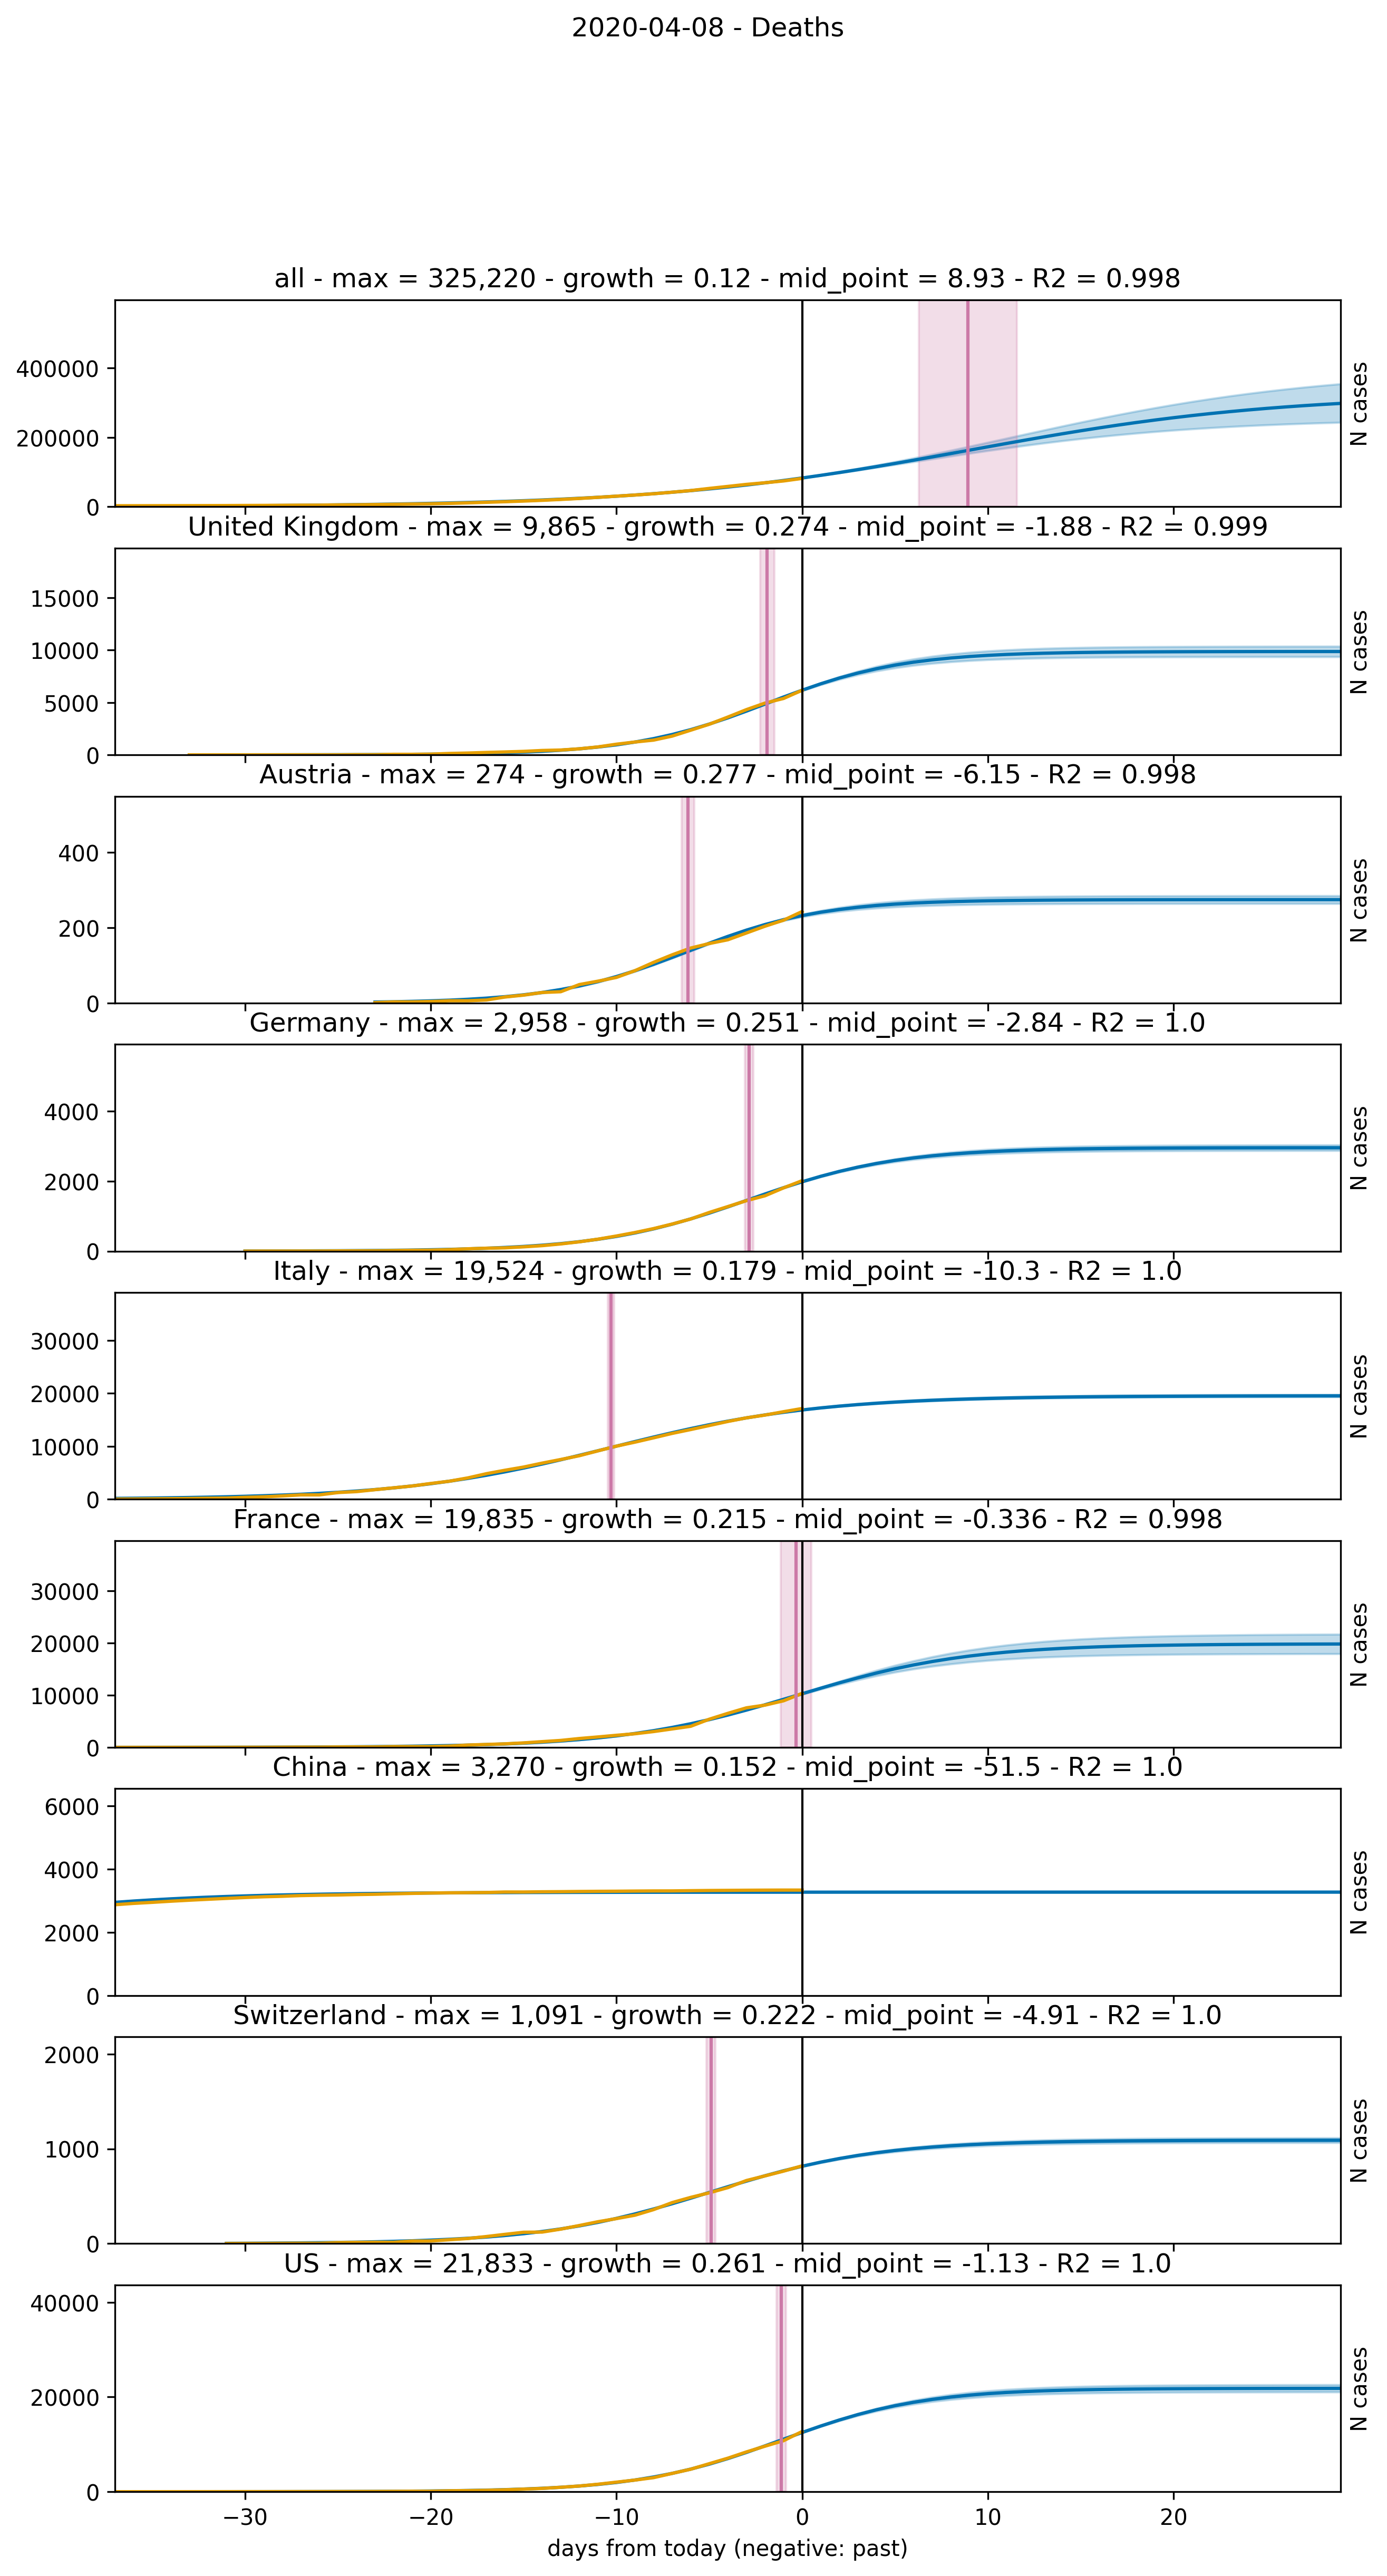 2020-04-08 - Deaths
all - max = 325,220 - growth = 0.12 - mid_point = 8.93 - R2 = 0.998
400000
200000
0
N cases
United Kingdom - max = 9,865 - growth = 0.274 - mid_point = -1.88 - R2 = 0.999
15000
10000
5000
0
N cases
Austria - max = 274 - growth = 0.277 - mid_point = -6.15 - R2 = 0.998
400
200
0
N cases
Germany - max = 2,958 - growth = 0.251 - mid_point = -2.84 - R2 = 1.0
4000
2000
0
N cases
Italy - max = 19,524 - growth = 0.179 - mid_point = -10.3 - R2 = 1.0
30000
20000
10000
0
N cases
France - max = 19,835 - growth = 0.215 - mid_point = -0.336 - R2 = 0.998
30000
20000
10000
0
N cases
China - max = 3,270 - growth = 0.152 - mid_point = -51.5 - R2 = 1.0
6000
4000
2000
0
N cases
Switzerland - max = 1,091 - growth = 0.222 - mid_point = -4.91 - R2 = 1.0
2000
1000
0
N cases
US - max = 21,833 - growth = 0.261 - mid_point = -1.13 - R2 = 1.0
40000
20000
0
N cases
−30 −20 −10 0 10 20
days from today (negative: past)